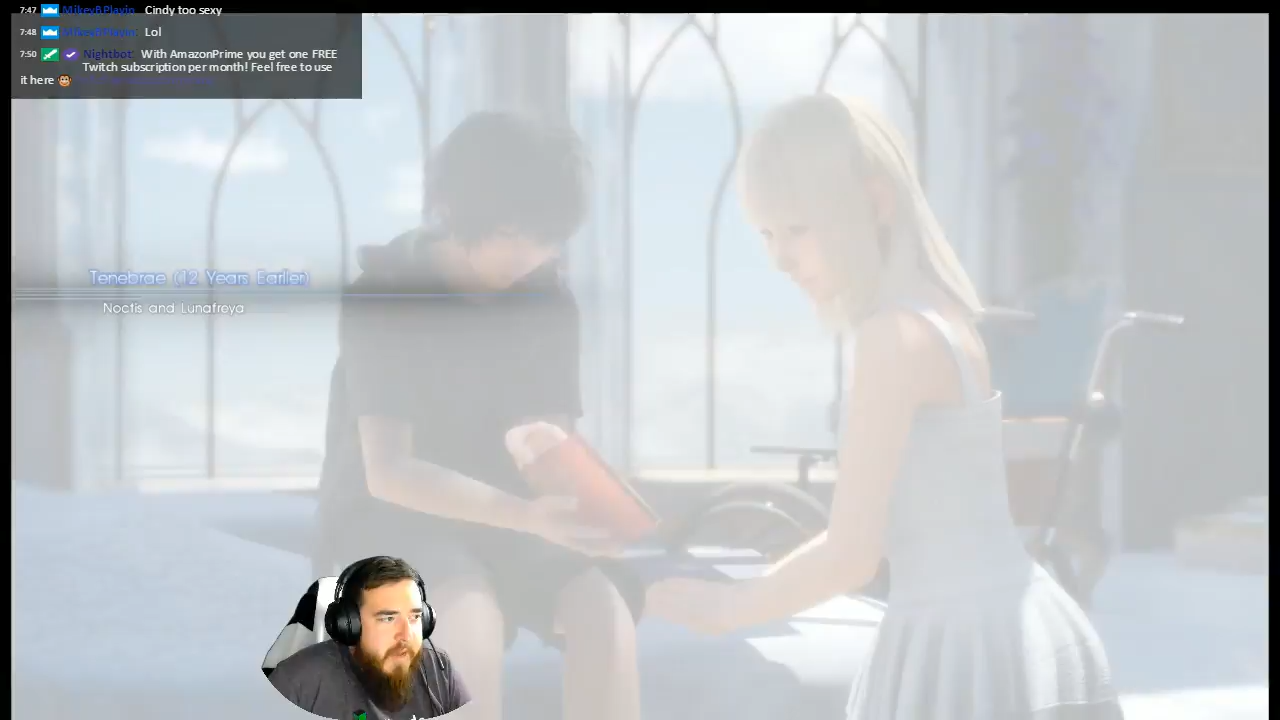 7:47 MikeyBPlayin Cindy too sexy
7:48 MikeyBPlayin: Lol
7:50 Nightbot: With AmazonPrime you get one FREE
Twitch subscription per month! Feel free to use
it here
Tenebrae (12 Years Earlier)
Noctis and Lunafreya